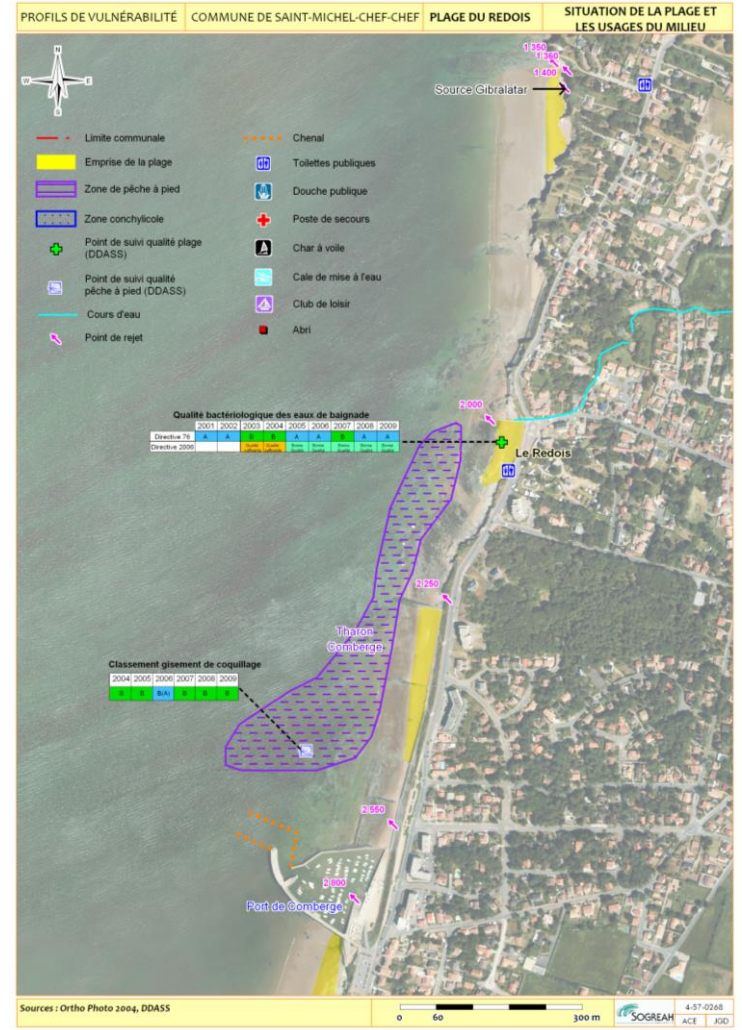 PROFILS DE VULNÉRABILITÉ COMMUNE DE SAINT-MICHEL-CHEF-CHEF PLAGE DU REDOIS SITUATION DE LA PLAGE ET
LES USAGES DU MILIEU
N
W E
S
1 350
1 360
1 400
Source Gibralatar
Limite communale
Emprise de la plage
Zone de pêche à pied
Zone conchylicole
Point de suivi qualité plage
(DDASS)
Point de suivi qualité
pêche à pied (DDASS)
Cours d'eau
Point de rejet
Chenal
Toilettes publiques
Douche publique
Poste de secours
Char à voile
Cale de mise à l'eau
Club de loisir
Abri
2 000
Qualité bactériologique des eaux de baignade
2001 2002 2003 2004 2005 2006 2007 2008 2009
Directive 76 A A B B A A B A A
Directive 2006
Le Redois
2 250
Tharon
Comberge
Classement gisement de coquillage
2004 2005 2006 2007 2008 2009
B B B(A) B B B
2 550
2 800
Port de Comberge
Sources : Ortho Photo 2004, DDASS
0 60 300 m
SOGREAH
4-57-0268
ACE JGD